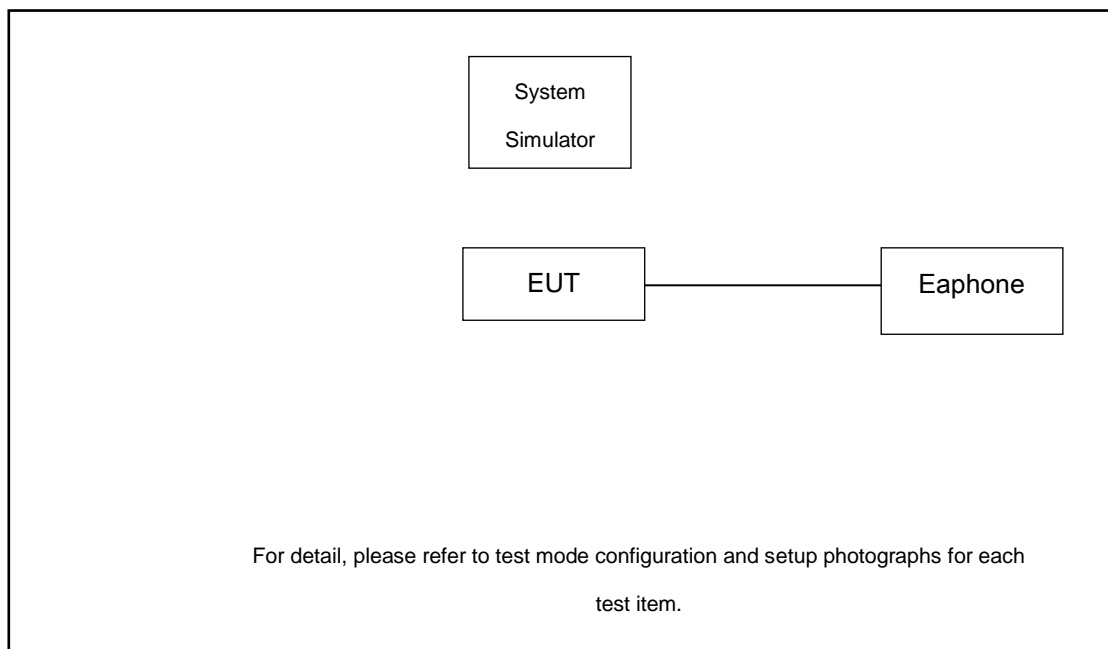 System
Simulator
EUT
Eaphone
For detail, please refer to test mode configuration and setup photographs for each
test item.